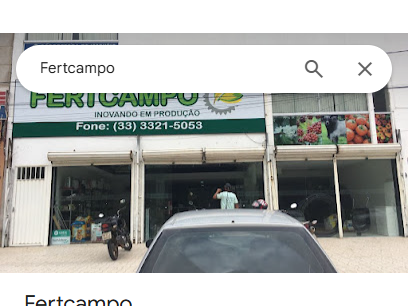 Fertcampo
FERTCAMPO
INOVANDO EM PRODUÇÃO
Fone: (33) 3321-5053
Fertcampo